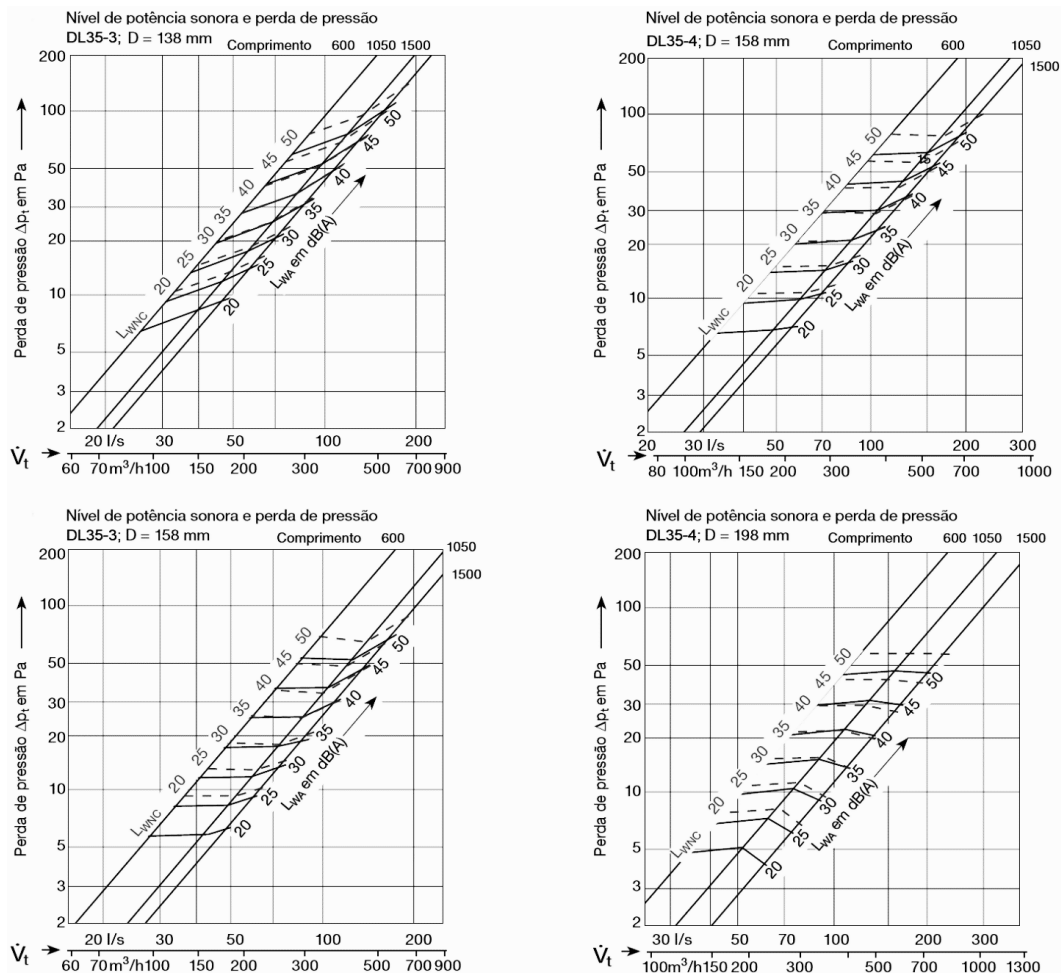 Nível de potência sonora e perda de pressão
DL35-3; D = 138 mm
Comprimento 600 1050 1500
Perda de pressão Δpt em Pa
200
100
50
30
20
10
5
3
2
LWNC 20 25 30 35 40 45 50
20 25 30 35 40 45 50
LWA em dB(A)
20 l/s 30 50 100 200
V̇t
60 70 m³/h 100 150 200 300 500 700 900
Nível de potência sonora e perda de pressão
DL35-4; D = 158 mm
Comprimento 600 1050
1500
Perda de pressão Δpt em Pa
200
100
50
30
20
10
5
3
2
LWNC 20 25 30 35 40 45 50
20 25 30 35 40 45 50
15
LWA em dB(A)
20 30 l/s 50 70 100 200 300
V̇t
80 100 m³/h 150 200 300 500 700 1000
Nível de potência sonora e perda de pressão
DL35-3; D = 158 mm
Comprimento 600
1050
1500
Perda de pressão Δpt em Pa
200
100
50
30
20
10
5
3
2
LWNC 20 25 30 35 40 45 50
20 25 30 35 40 45 50
LWA em dB(A)
20 l/s 30 50 100 200
V̇t
60 70 m³/h 100 150 200 300 500 700 900
Nível de potência sonora e perda de pressão
DL35-4; D = 198 mm
Comprimento 600 1050 1500
Perda de pressão Δpt em Pa
200
100
50
30
20
10
5
3
2
LWNC 20 25 30 35 40 45 50
20 25 30 35 40 45 50
LWA em dB(A)
30 l/s 50 70 100 200 300
V̇t
100 m³/h 150 200 300 400 500 700 1000 1300